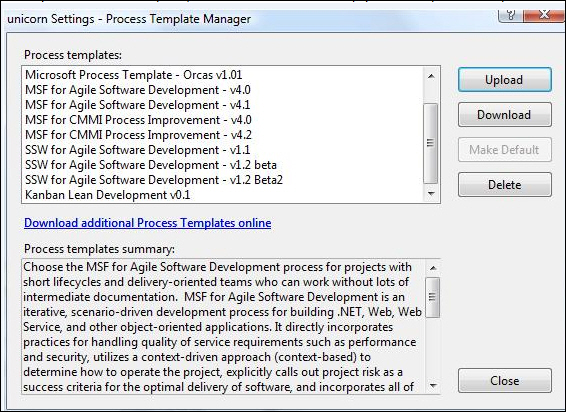 unicorn Settings - Process Template Manager
Process templates:
Microsoft Process Template - Orcas v1.01
MSF for Agile Software Development - v4.0
MSF for Agile Software Development - v4.1
MSF for CMMI Process Improvement - v4.0
MSF for CMMI Process Improvement - v4.2
SSW for Agile Software Development - v1.1
SSW for Agile Software Development - v1.2 beta
SSW for Agile Software Development - v1.2 Beta2
Kanban Lean Development v0.1
Upload
Download
Make Default
Delete
Download additional Process Templates online
Process templates summary:
Choose the MSF for Agile Software Development process for projects with
short lifecycles and delivery-oriented teams who can work without lots of
intermediate documentation.  MSF for Agile Software Development is an
iterative, scenario-driven development process for building .NET, Web, Web
Service, and other object-oriented applications. It directly incorporates
practices for handling quality of service requirements such as performance
and security, utilizes a context-driven approach (context-based) to
determine how to operate the project, explicitly calls out project risk as a
success criteria for the optimal delivery of software, and incorporates all of
Close